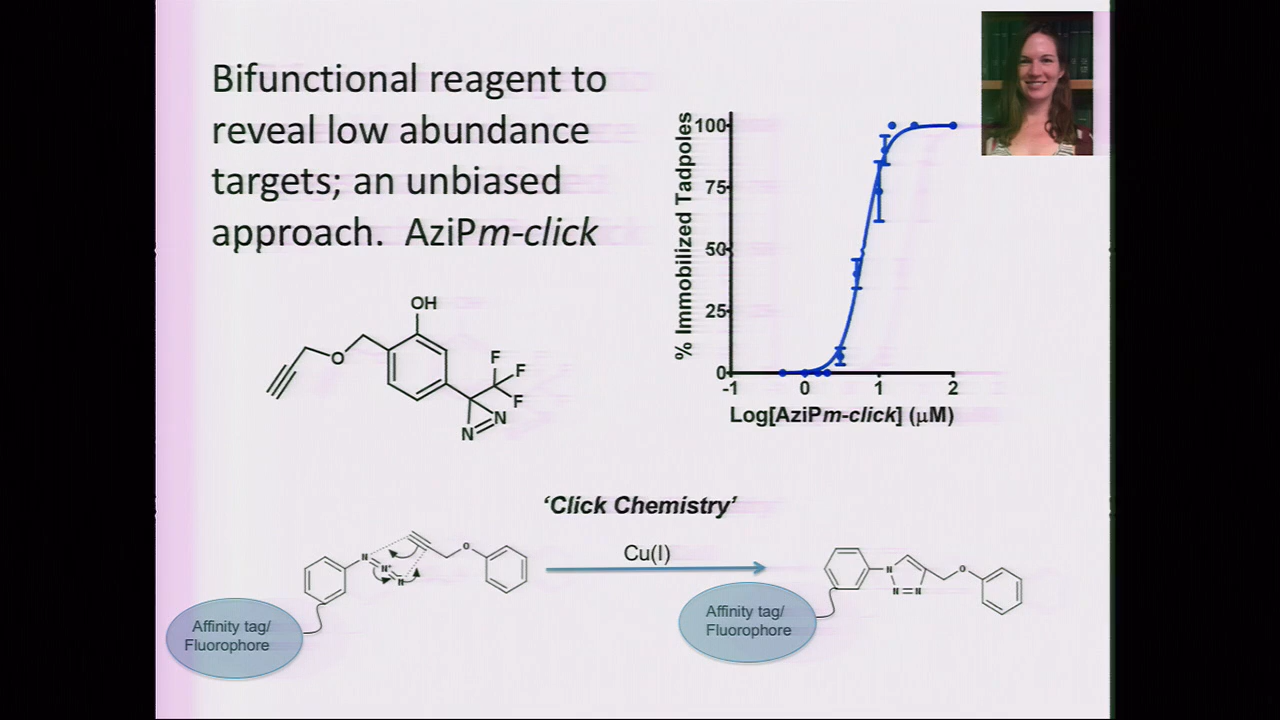 Bifunctional reagent to
reveal low abundance
targets; an unbiased
approach. AziPm-click
OH
O
F
F
F
N
N
% Immobilized Tadpoles
100
75
50
25
0
-1 0 1 2
Log[AziPm-click] (µM)
'Click Chemistry'
Cu(I)
N
N+
N
O
Affinity tag/
Fluorophore
N
N=N
O
Affinity tag/
Fluorophore